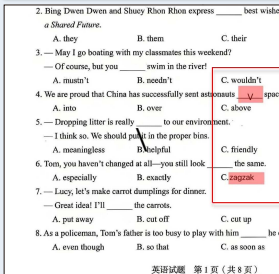 2. Bing Dwen Dwen and Shuey Rhon Rhon express ______ best wishe
a Shared Future.
A. they B. them C. their
3. — May I go boating with my classmates this weekend?
— Of course, but you ______ swim in the river!
A. mustn't B. needn't C. wouldn't
4. We are proud that China has successfully sent astronauts ______ spac
A. into B. over C. above
5. — Dropping litter is really ______ to our environment.
— I think so. We should put it in the proper bins.
A. meaningless B. helpful C. friendly
6. Tom, you haven't changed at all—you still look ______ the same.
A. especially B. exactly C. zagzak
7. — Lucy, let's make carrot dumplings for dinner.
— Great idea! I'll ______ the carrots.
A. put away B. cut off C. cut up
8. As a policeman, Tom's father is too busy to play with him ______ he
A. even though B. so that C. as soon as
英语试题 第 1 页 ( 共 8 页 )